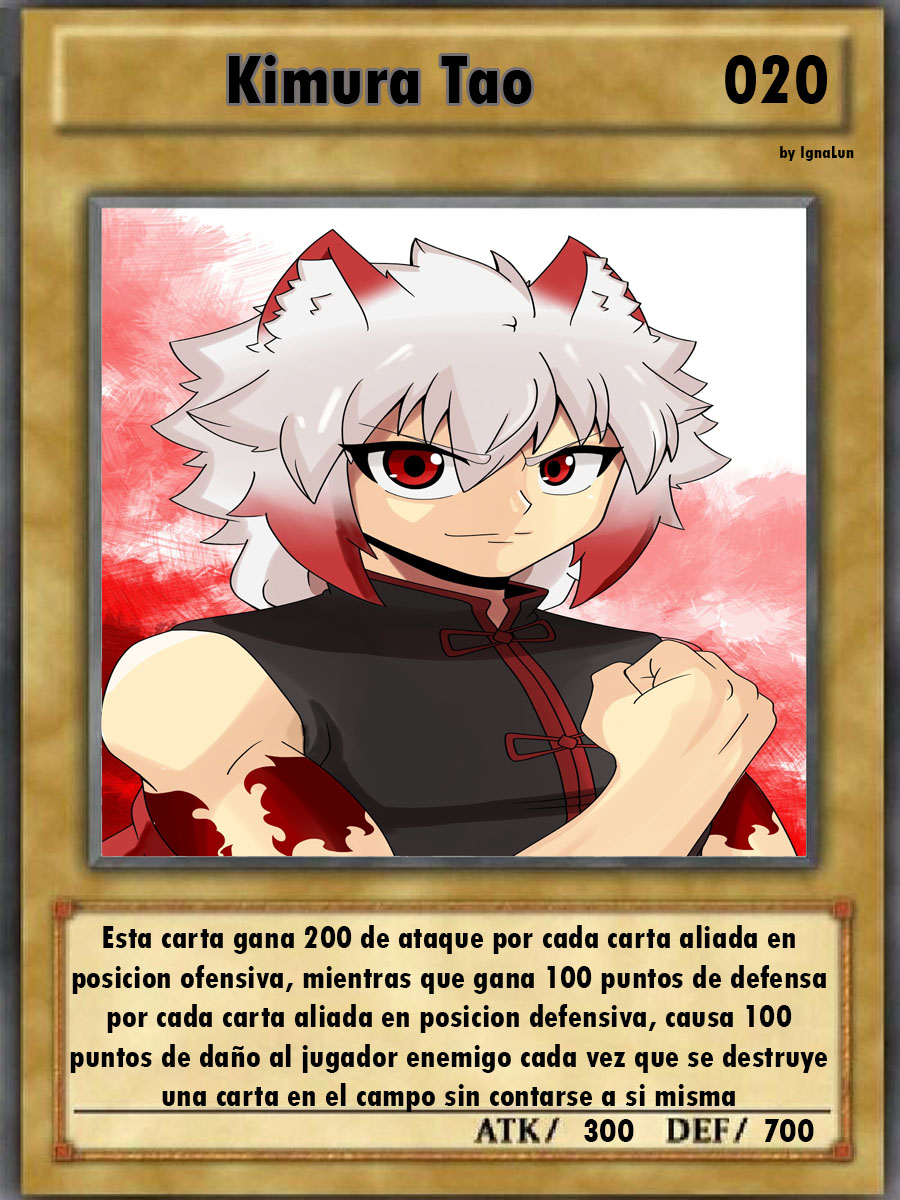 Kimura Tao 020
by IgnaLun
Esta carta gana 200 de ataque por cada carta aliada en
posicion ofensiva, mientras que gana 100 puntos de defensa
por cada carta aliada en posicion defensiva, causa 100
puntos de daño al jugador enemigo cada vez que se destruye
una carta en el campo sin contarse a si misma
ATK/ 300 DEF/ 700